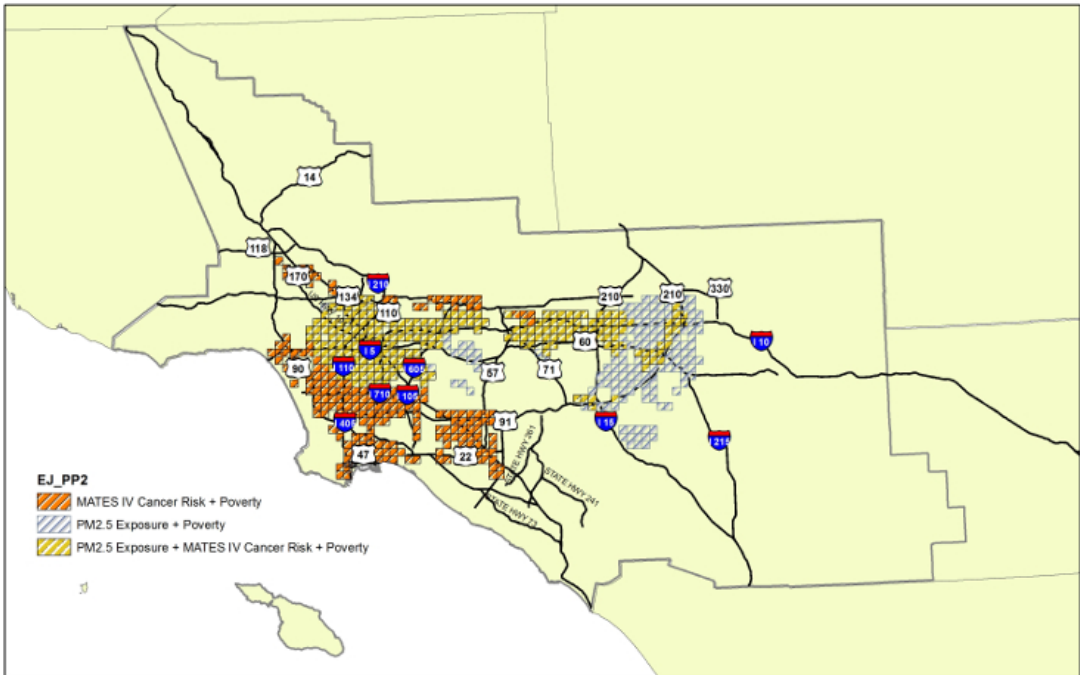 14
118
170
I 210
134
110
210
210
330
I 5
60
I 10
90
I 110
I 605
57
71
I 710
I 105
I 405
91
I 15
I 215
47
22
STATE HWY 261
STATE HWY 241
STATE HWY 73
EJ_PP2
MATES IV Cancer Risk + Poverty
PM2.5 Exposure + Poverty
PM2.5 Exposure + MATES IV Cancer Risk + Poverty